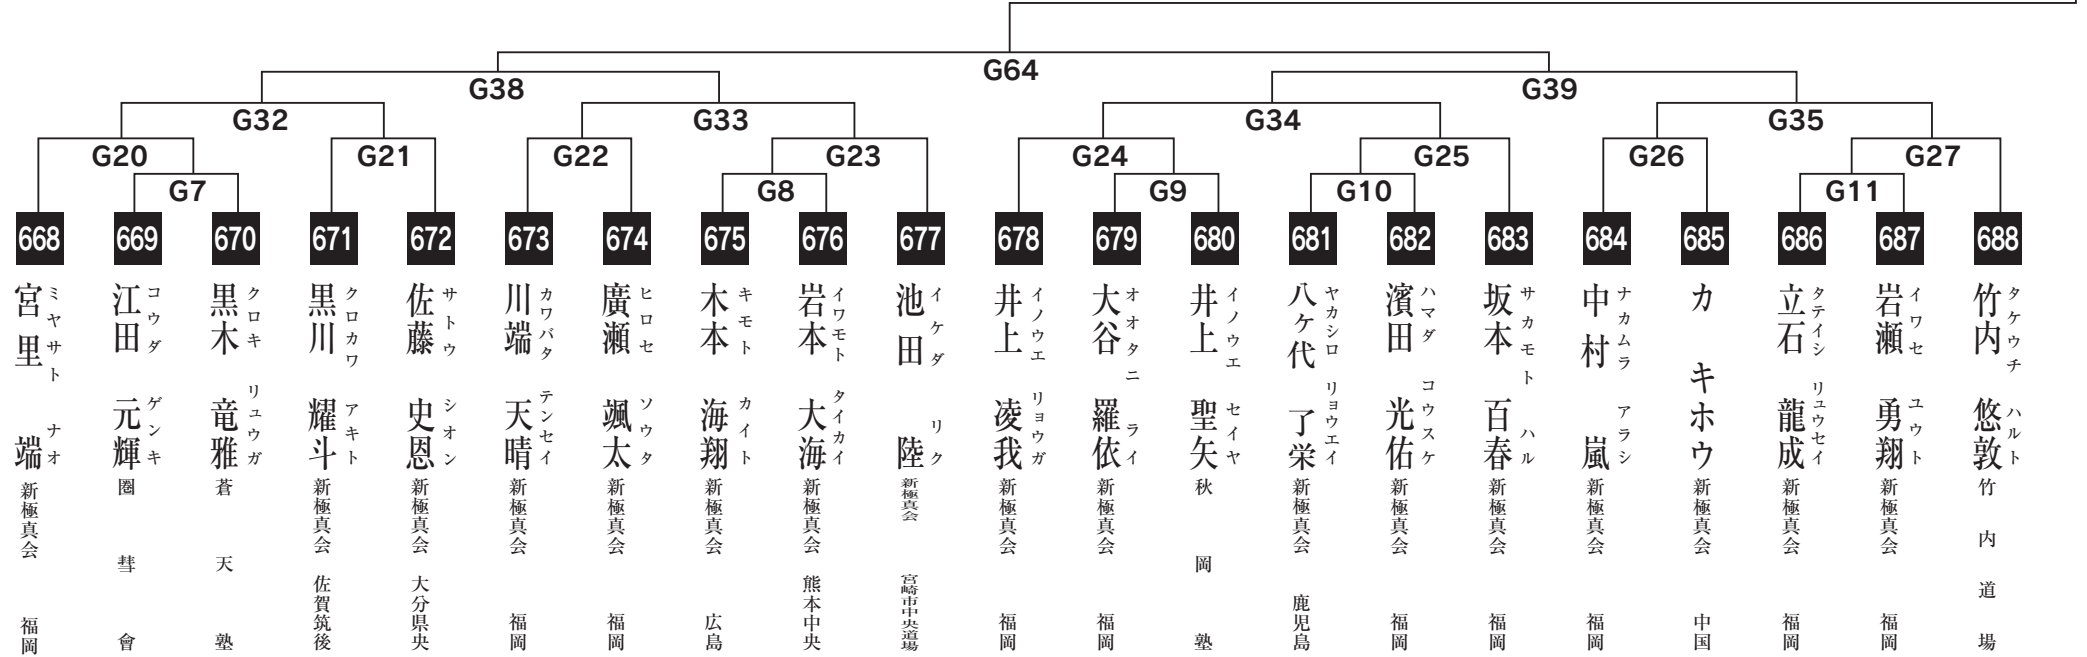 G64
G38
G39
G32
G33
G34
G35
G20
G21
G22
G23
G24
G25
G26
G27
G7
G8
G9
G10
G11
668
宮里 端
ミヤサト ナオ
新極真会 福岡
669
江田 元輝
コウダ ゲンキ
圏彗會
670
黒木 竜雅
クロキ リュウガ
蒼天塾
671
黒川 耀斗
クロカワ アキト
新極真会 佐賀筑後
672
佐藤 史恩
サトウ シオン
新極真会 大分県央
673
川端 天晴
カワバタ テンセイ
新極真会 福岡
674
廣瀬 颯太
ヒロセ ソウタ
新極真会 福岡
675
木本 海翔
キモト カイト
新極真会 広島
676
岩本 大海
イワモト タイカイ
新極真会 熊本中央
677
池田 陸
イケダ リク
新極真会 宮崎市中央道場
678
井上 凌我
イノウエ リョウガ
新極真会 福岡
679
大谷 羅依
オオタニ ライ
新極真会 福岡
680
井上 聖矢
イノウエ セイヤ
秋岡塾
681
八ケ代 了栄
ヤカシロ リョウエイ
新極真会 鹿児島
682
濱田 光佑
ハマダ コウスケ
新極真会 福岡
683
坂本 百春
サカモト ハル
新極真会 福岡
684
中村 嵐
ナカムラ アラシ
新極真会 福岡
685
カ キホウ
新極真会 中国
686
立石 龍成
タテイシ リュウセイ
新極真会 福岡
687
岩瀬 勇翔
イワセ ユウト
新極真会 福岡
688
竹内 悠敦
タケウチ ハルト
竹内道場